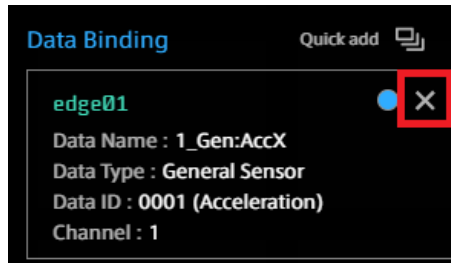 Data Binding Quick add
edge01
Data Name : 1_Gen:AccX
Data Type : General Sensor
Data ID : 0001 (Acceleration)
Channel : 1